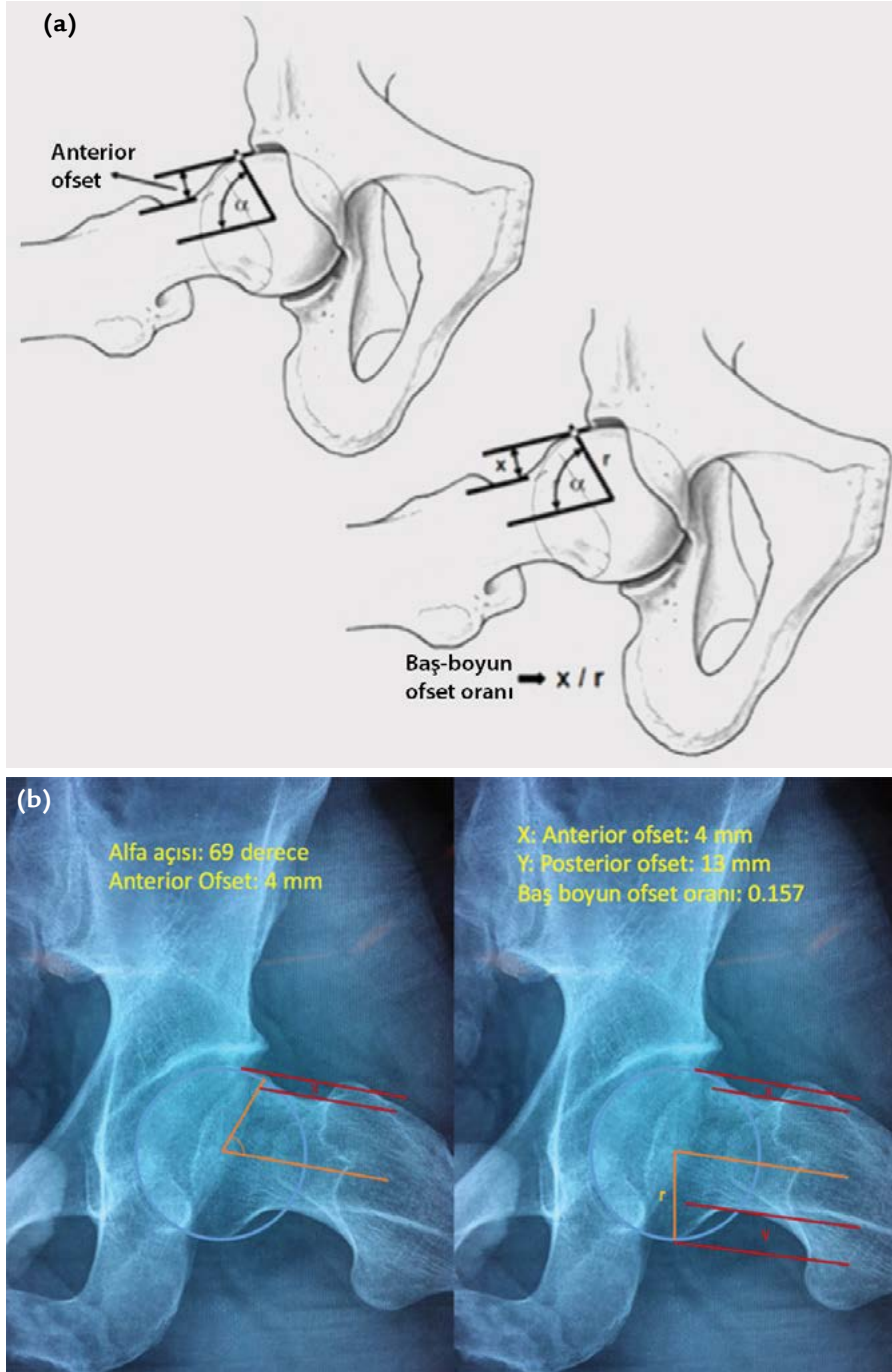 (a)
Anterior
ofset
α
x
r
α
Baş-boyun
ofset oranı
x / r
(b)
Alfa açısı: 69 derece
Anterior Ofset: 4 mm
X: Anterior ofset: 4 mm
Y: Posterior ofset: 13 mm
Baş boyun ofset oranı: 0.157
x
x
r
y